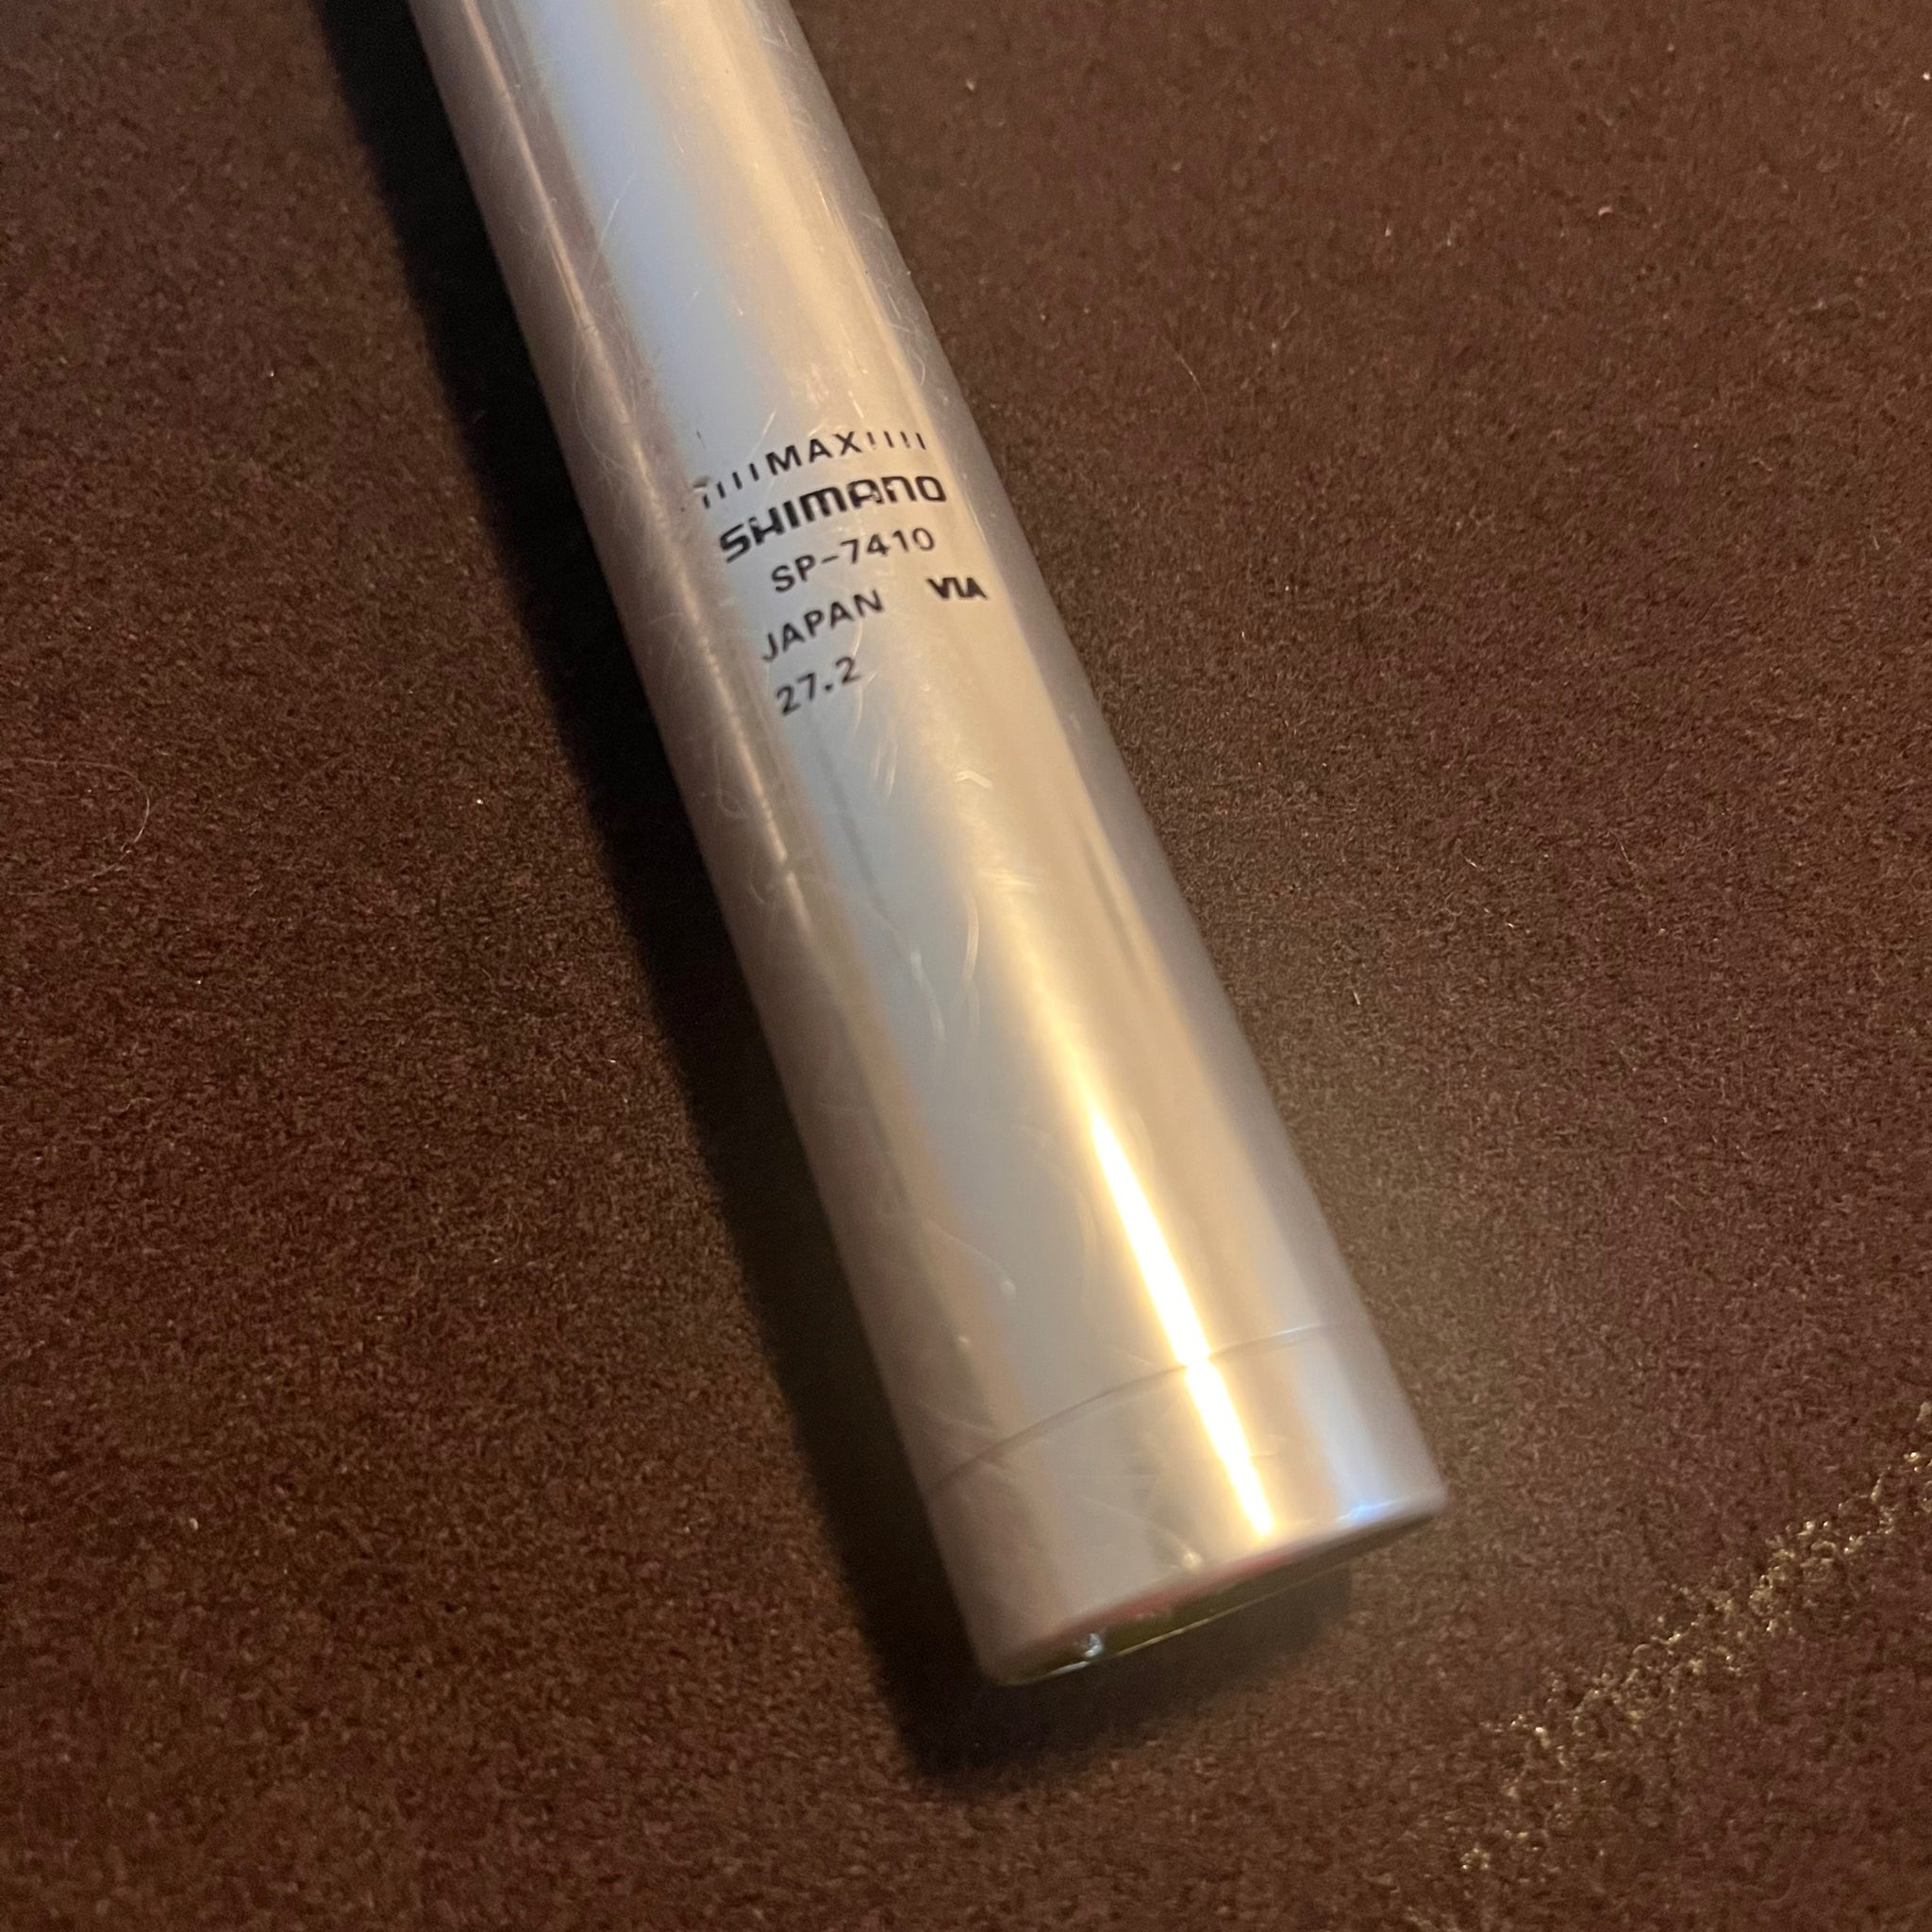 MAX
SHIMANO
SP-7410
JAPAN VIA
27.2